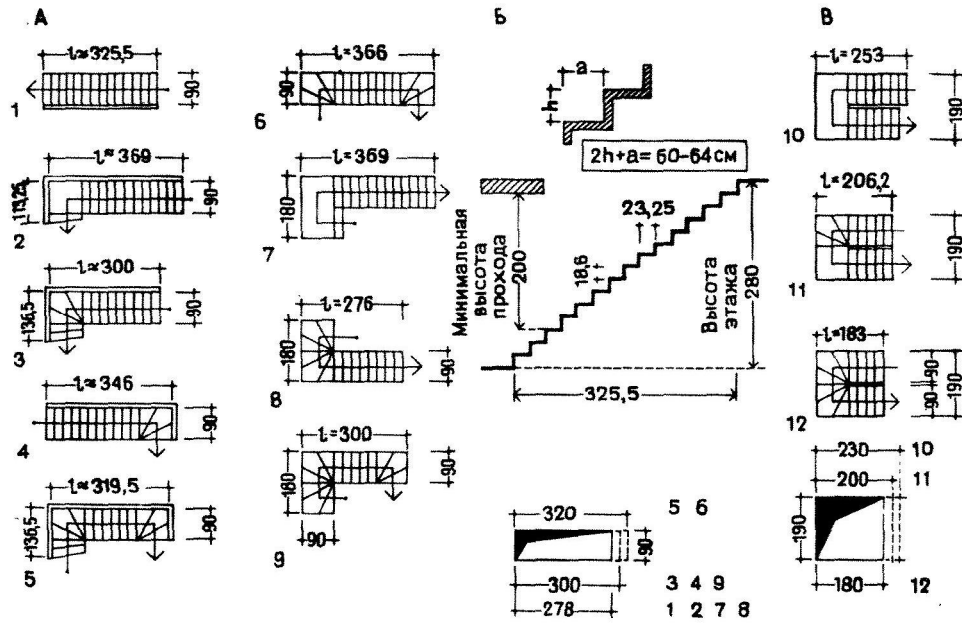 А
l≈325,5
90
1
l≈369
113,25
90
2
l≈300
136,5
90
3
l≈346
90
4
l≈319,5
136,5
90
5
l=366
90
6
l=369
180
7
l=276
180
90
8
l=300
180
90
90
9
Б
a
h
2h+a=60-64см
23,25
18,6
Минимальная
высота
прохода
200
Высота
этажа
280
325,5
320
5 6
90
300
3 4 9
278
1 2 7 8
В
l=253
190
10
l=206,2
190
11
l=183
90
90
190
12
230
10
200
11
190
180
12